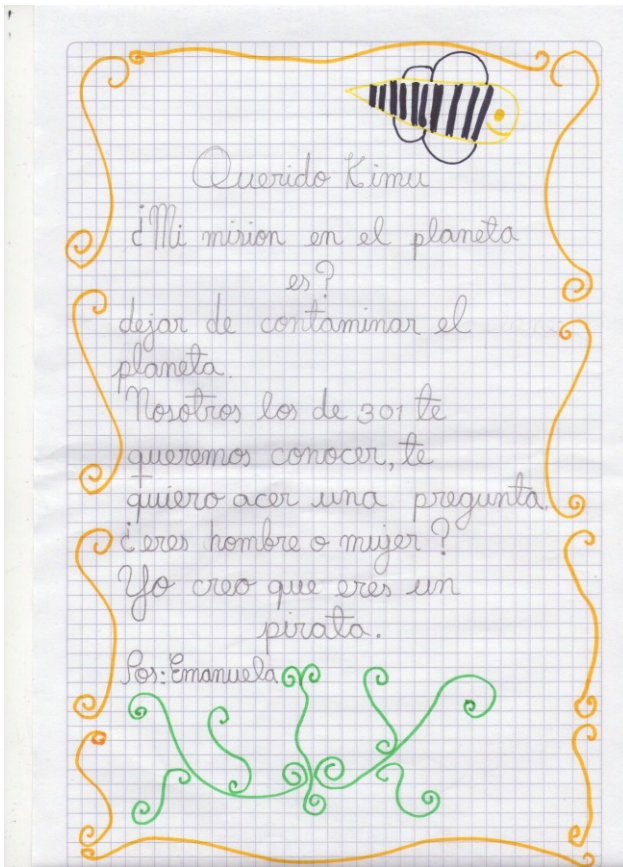 Querido Kimu
¿Mi mision en el planeta
es?
dejar de contaminar el
planeta.
Nosotros los de 301 te
queremos conocer, te
quiero acer una pregunta.
¿eres hombre o mujer?
Yo creo que eres un
pirata.
Por: Emanuela